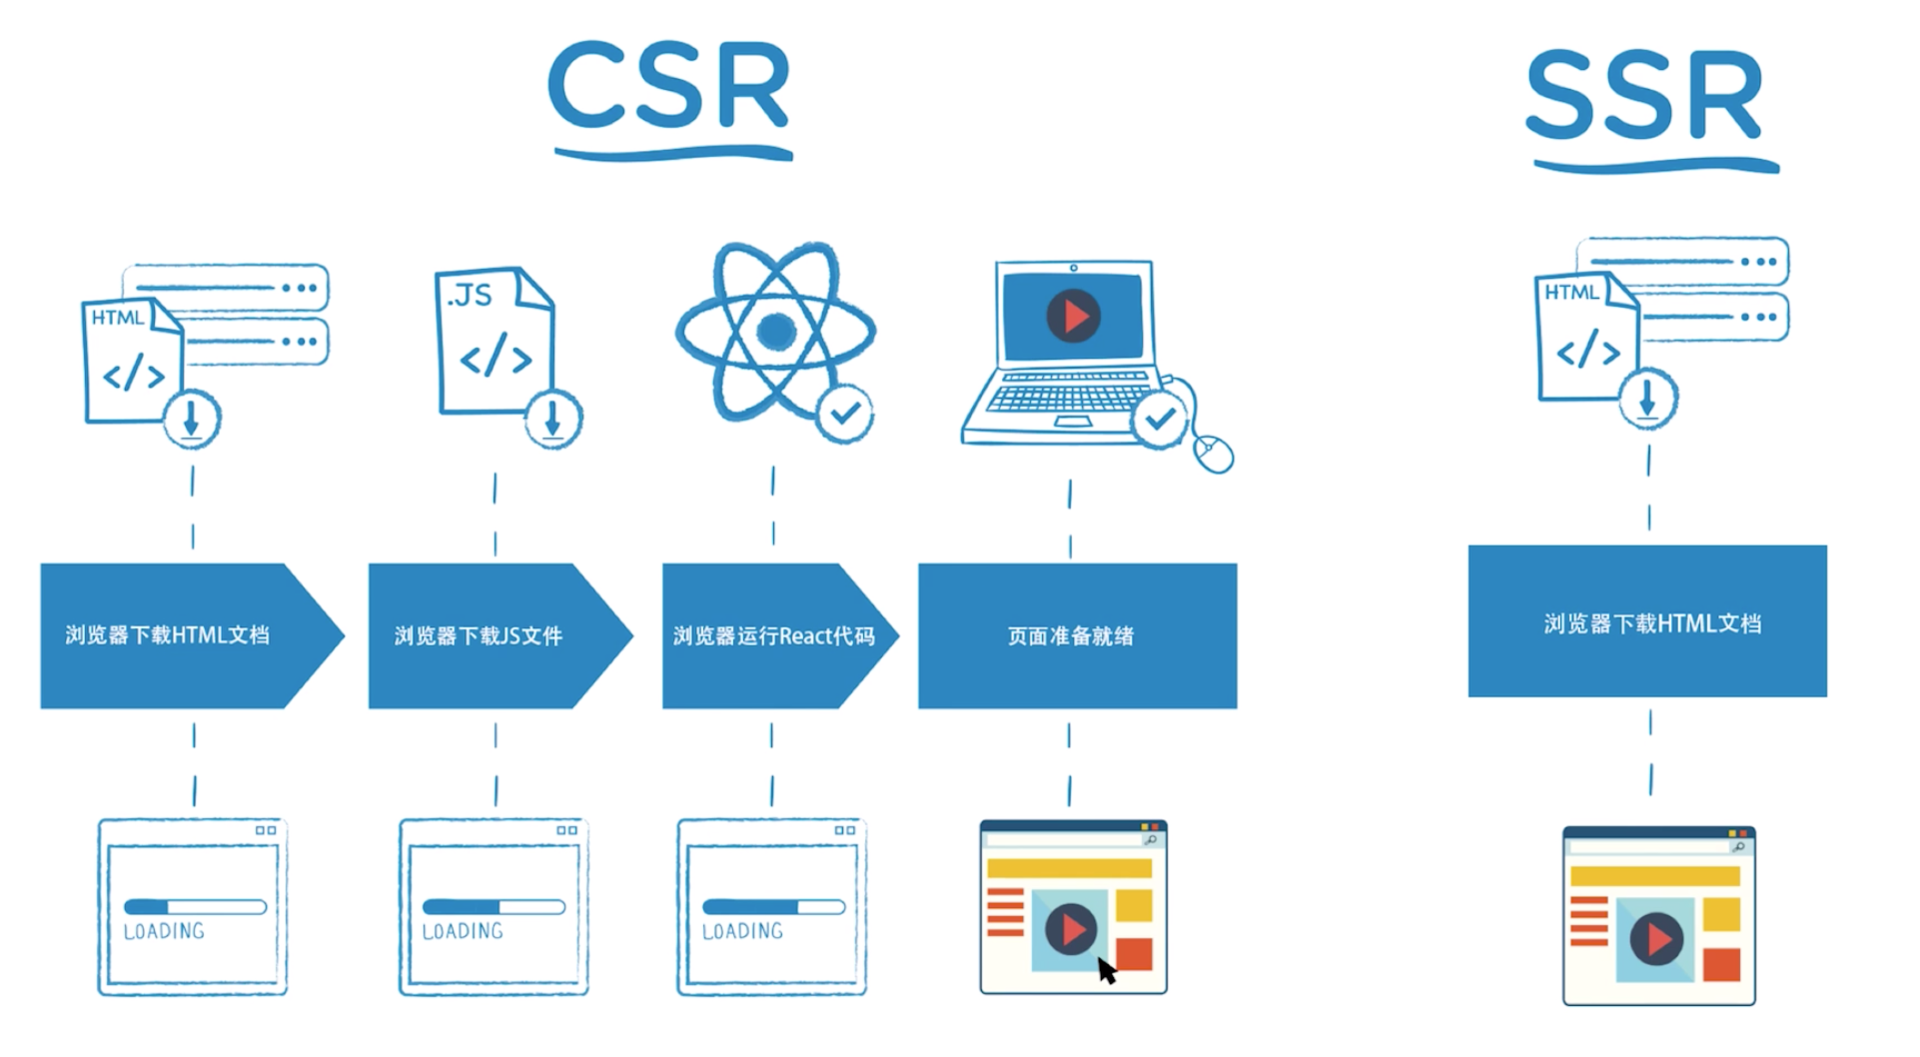 CSR
SSR
HTML
.JS
HTML
浏览器下载HTML文档
浏览器下载JS文件
浏览器运行React代码
页面准备就绪
浏览器下载HTML文档
LOADING
LOADING
LOADING